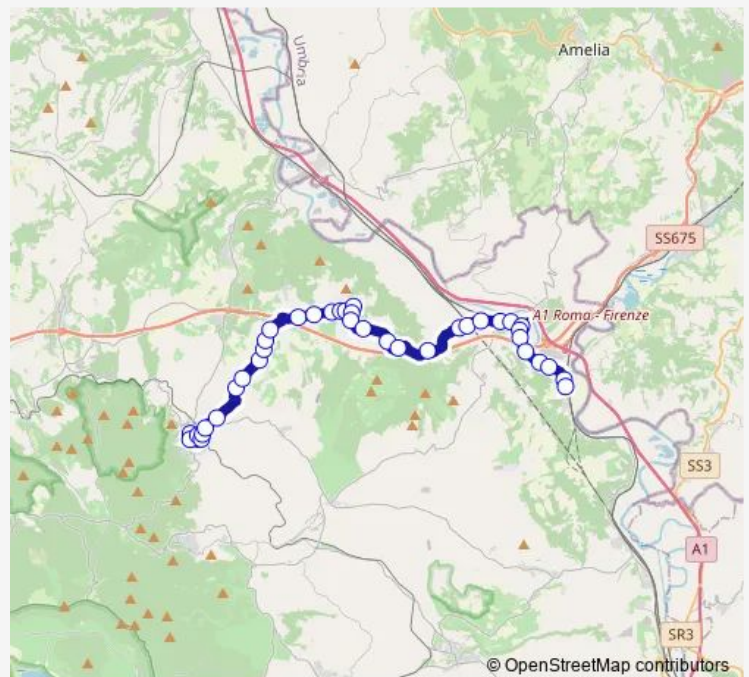 Umbria
Amelia
SS675
A1 Roma - Firenze
SS3
A1
SR3
© OpenStreetMap contributors